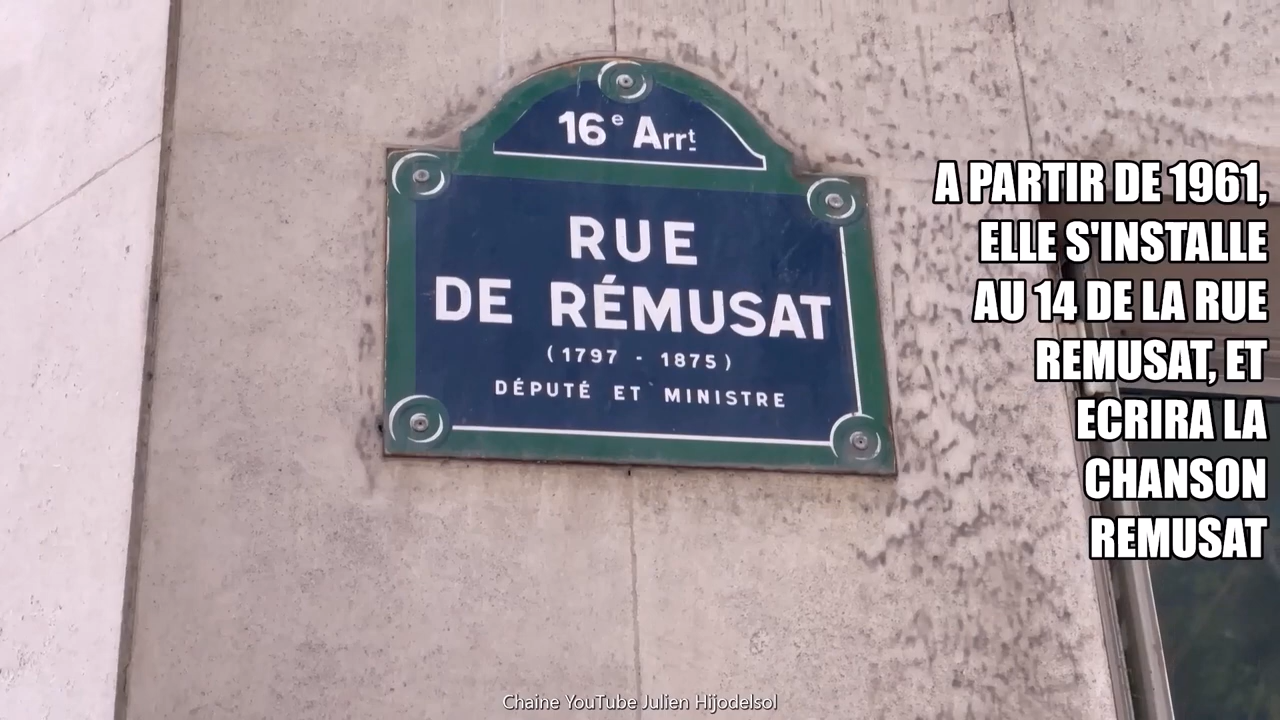 16e Arrt
RUE
DE RÉMUSAT
(1797 - 1875)
DÉPUTÉ ET MINISTRE
A PARTIR DE 1961,
ELLE S'INSTALLE
AU 14 DE LA RUE
REMUSAT, ET
ECRIRA LA
CHANSON
REMUSAT
Chaine YouTube Julien Hijodelsol